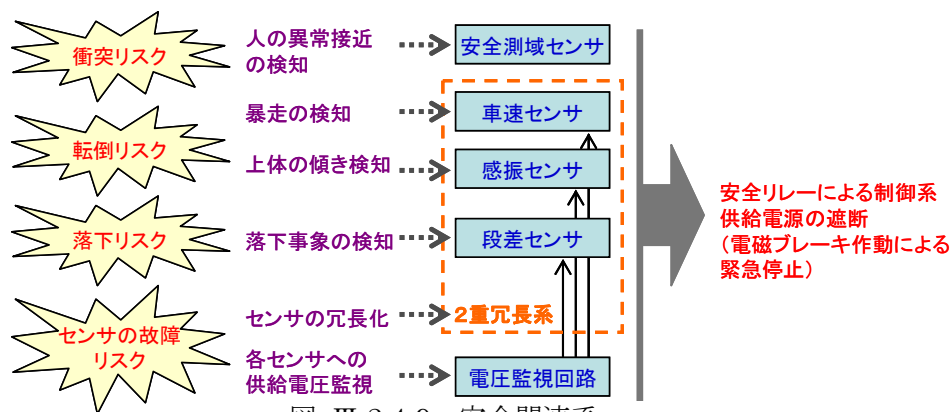 衝突リスク
人の異常接近
の検知
安全測域センサ
暴走の検知
車速センサ
転倒リスク
上体の傾き検知
感振センサ
安全リレーによる制御系
供給電源の遮断
(電磁ブレーキ作動による
緊急停止)
落下リスク
落下事象の検知
段差センサ
センサの故障
リスク
センサの冗長化
2重冗長系
各センサへの
供給電圧監視
電圧監視回路